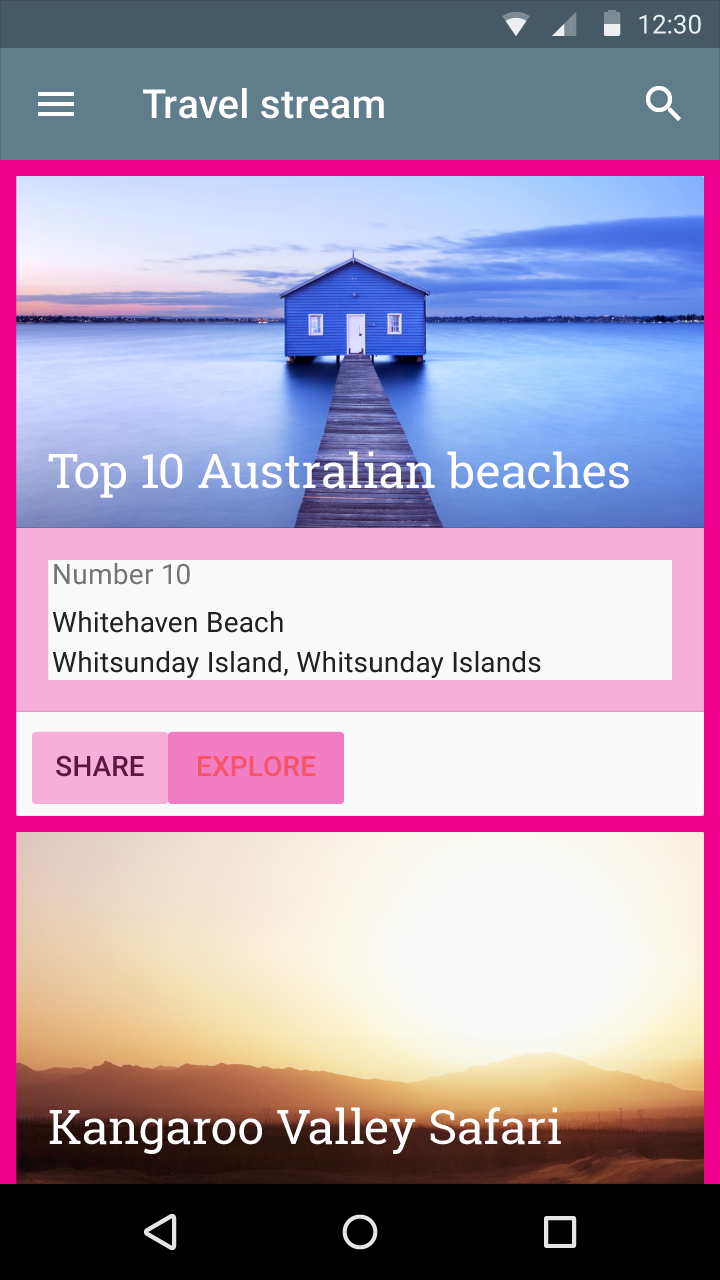 12:30
Travel stream
Top 10 Australian beaches
Number 10
Whitehaven Beach
Whitsunday Island, Whitsunday Islands
SHARE EXPLORE
Kangaroo Valley Safari